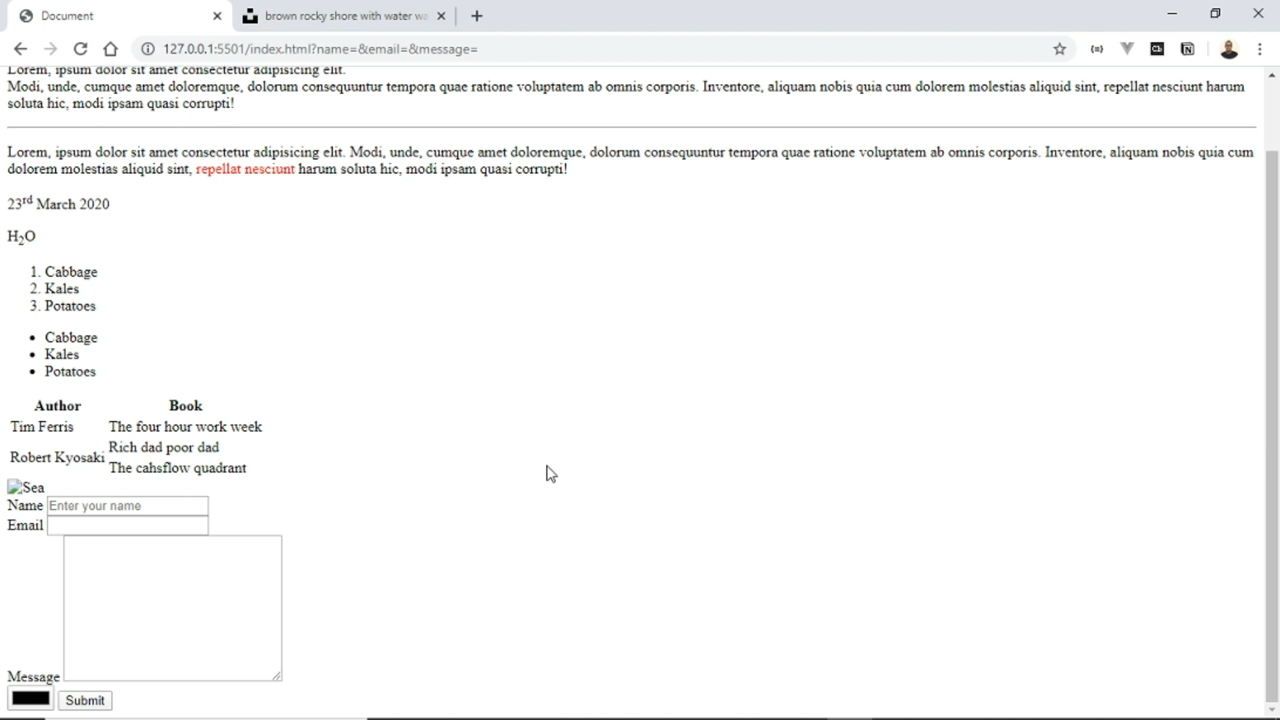 Document
brown rocky shore with water wa
127.0.0.1:5501/index.html?name=&email=&message=
Lorem, ipsum dolor sit amet consectetur adipisicing elit.
Modi, unde, cumque amet doloremque, dolorum consequuntur tempora quae ratione voluptatem ab omnis corporis. Inventore, aliquam nobis quia cum dolorem molestias aliquid sint, repellat nesciunt harum
soluta hic, modi ipsam quasi corrupti!
Lorem, ipsum dolor sit amet consectetur adipisicing elit. Modi, unde, cumque amet doloremque, dolorum consequuntur tempora quae ratione voluptatem ab omnis corporis. Inventore, aliquam nobis quia cum
dolorem molestias aliquid sint, repellat nesciunt harum soluta hic, modi ipsam quasi corrupti!
23rd March 2020
H2O
1. Cabbage
2. Kales
3. Potatoes
• Cabbage
• Kales
• Potatoes
Author Book
Tim Ferris The four hour work week
Robert Kyosaki Rich dad poor dad
The cahsflow quadrant
Sea
Name Enter your name
Email
Message
Submit